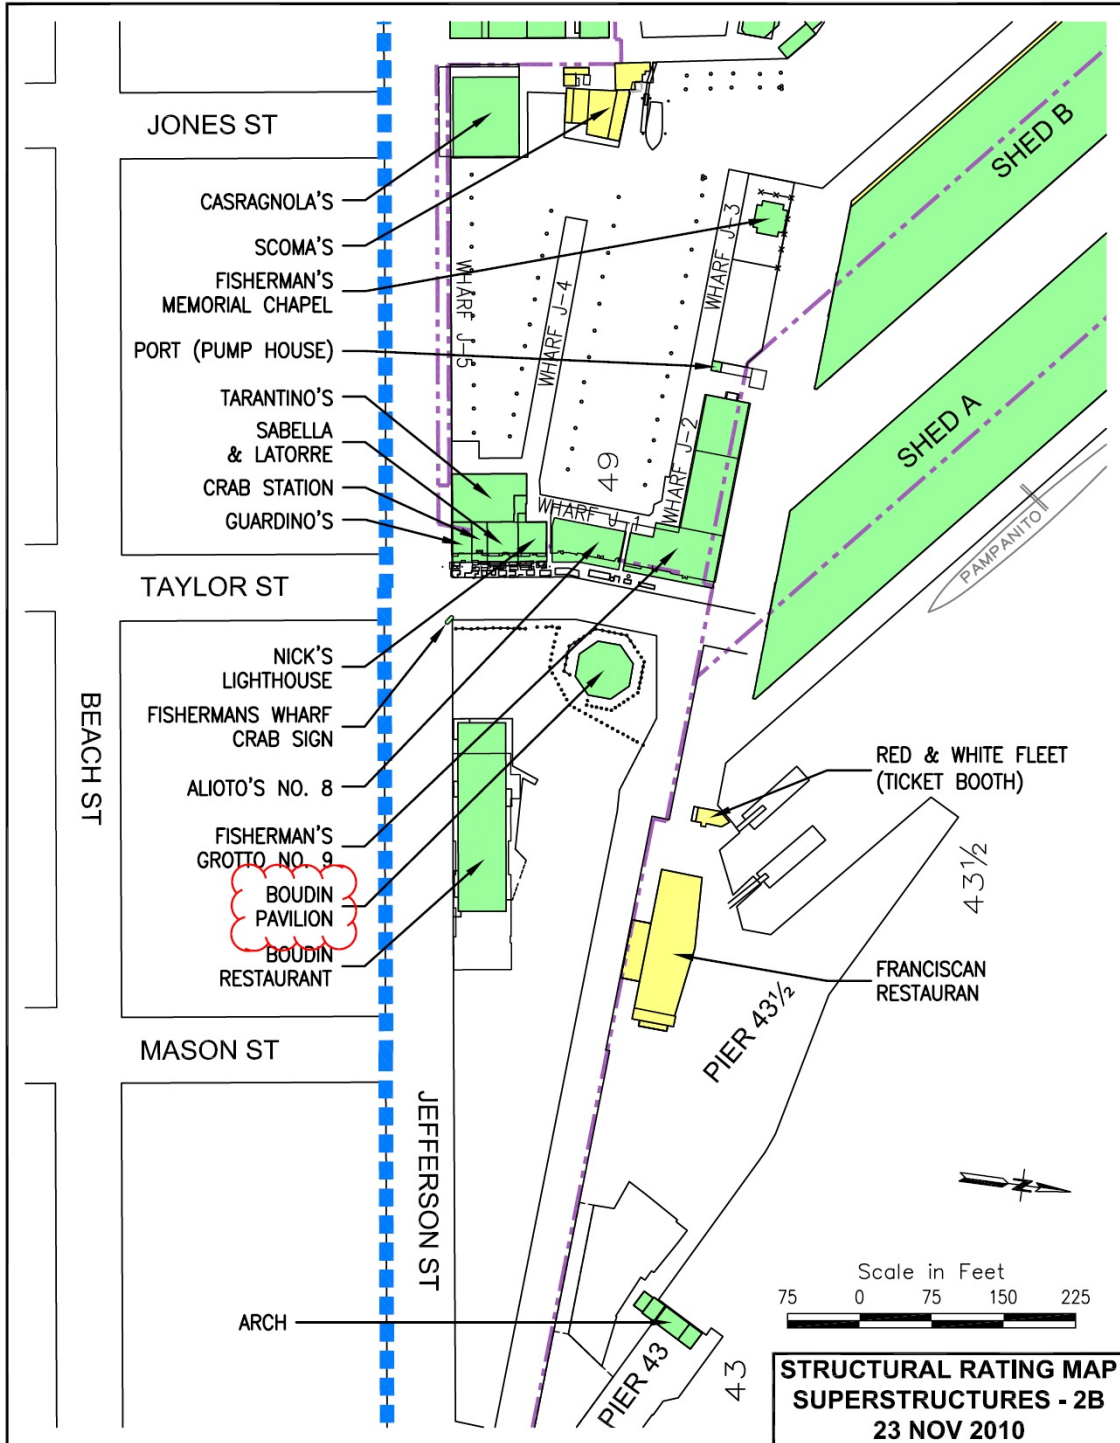 JONES ST
SHED B
CASRAGNOLA'S
SCOMA'S
FISHERMAN'S
MEMORIAL CHAPEL
WHARF J-3
WHARF J-5
WHARF J-4
PORT (PUMP HOUSE)
TARANTINO'S
SABELLA
& LATORRE
CRAB STATION
GUARDINO'S
49
WHARF J-2
WHARF J-1
SHED A
PAMPANITO
TAYLOR ST
NICK'S
LIGHTHOUSE
FISHERMANS WHARF
CRAB SIGN
BEACH ST
ALIOTO'S NO. 8
FISHERMAN'S
GROTTO NO. 9
BOUDIN
PAVILION
BOUDIN
RESTAURANT
RED & WHITE FLEET
(TICKET BOOTH)
43½
FRANCISCAN
RESTAURAN
PIER 43½
MASON ST
JEFFERSON ST
N
ARCH
PIER 43
43
Scale in Feet
75 0 75 150 225
STRUCTURAL RATING MAP
SUPERSTRUCTURES - 2B
23 NOV 2010